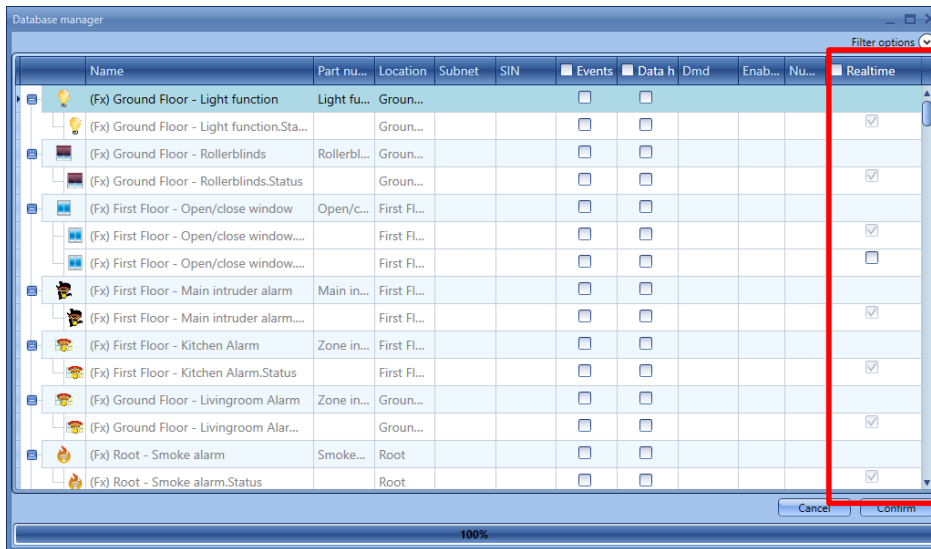 Database manager
Filter options
Name Part nu... Location Subnet SIN Events Data h Dmd Enab... Nu... Realtime
(Fx) Ground Floor - Light function Light fu... Groun...
(Fx) Ground Floor - Light function.Sta... Groun...
(Fx) Ground Floor - Rollerblinds Rollerbl... Groun...
(Fx) Ground Floor - Rollerblinds.Status Groun...
(Fx) First Floor - Open/close window Open/c... First Fl...
(Fx) First Floor - Open/close window.... First Fl...
(Fx) First Floor - Open/close window.... First Fl...
(Fx) First Floor - Main intruder alarm Main in... First Fl...
(Fx) First Floor - Main intruder alarm.... First Fl...
(Fx) First Floor - Kitchen Alarm Zone in... First Fl...
(Fx) First Floor - Kitchen Alarm.Status First Fl...
(Fx) Ground Floor - Livingroom Alarm Zone in... Groun...
(Fx) Ground Floor - Livingroom Alar... Groun...
(Fx) Root - Smoke alarm Smoke... Root
(Fx) Root - Smoke alarm.Status Root
Cancel Confirm
100%